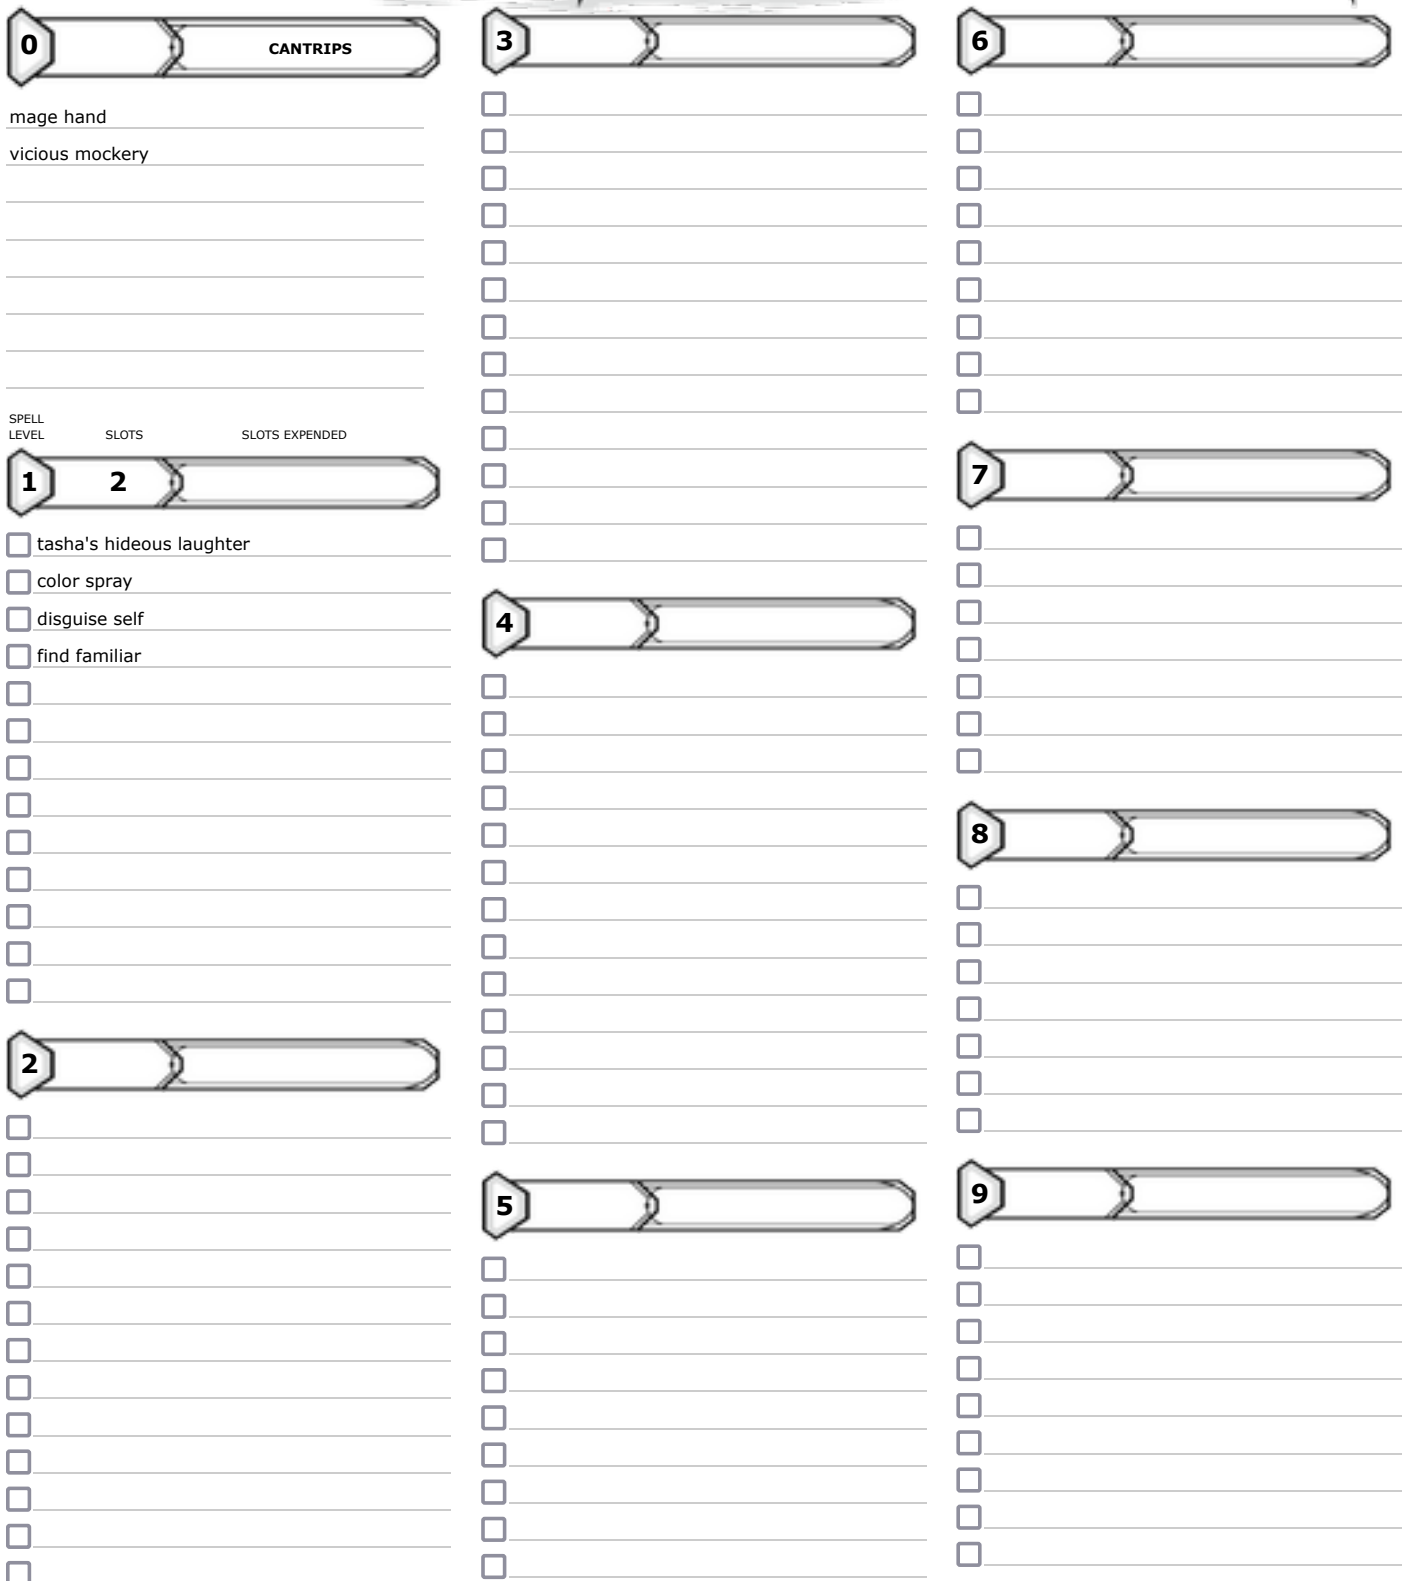 0 CANTRIPS
mage hand
vicious mockery
SPELL
LEVEL SLOTS SLOTS EXPENDED
1 2
tasha's hideous laughter
color spray
disguise self
find familiar
2
3
4
5
6
7
8
9